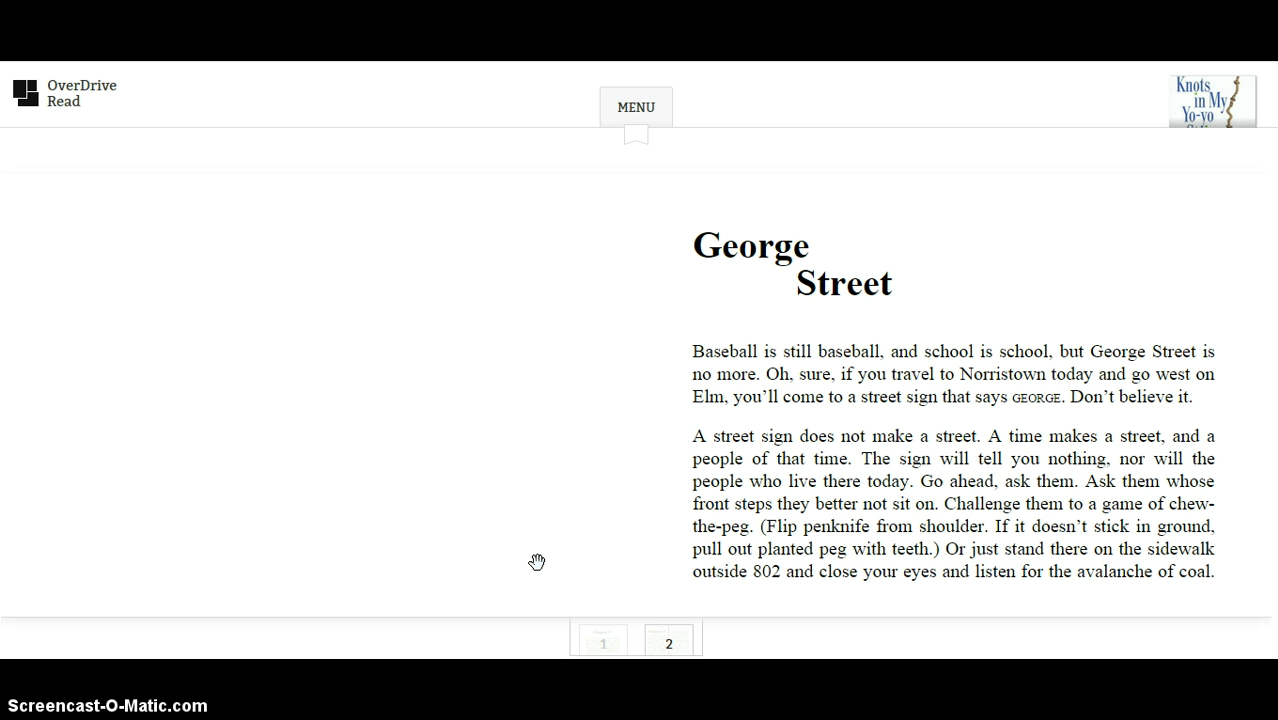 OverDrive
Read
MENU
Knots
in My
Yo-yo
George
Street
Baseball is still baseball, and school is school, but George Street is
no more. Oh, sure, if you travel to Norristown today and go west on
Elm, you’ll come to a street sign that says GEORGE. Don’t believe it.
A street sign does not make a street. A time makes a street, and a
people of that time. The sign will tell you nothing, nor will the
people who live there today. Go ahead, ask them. Ask them whose
front steps they better not sit on. Challenge them to a game of chew-
the-peg. (Flip penknife from shoulder. If it doesn’t stick in ground,
pull out planted peg with teeth.) Or just stand there on the sidewalk
outside 802 and close your eyes and listen for the avalanche of coal.
1
2
Screencast-O-Matic.com